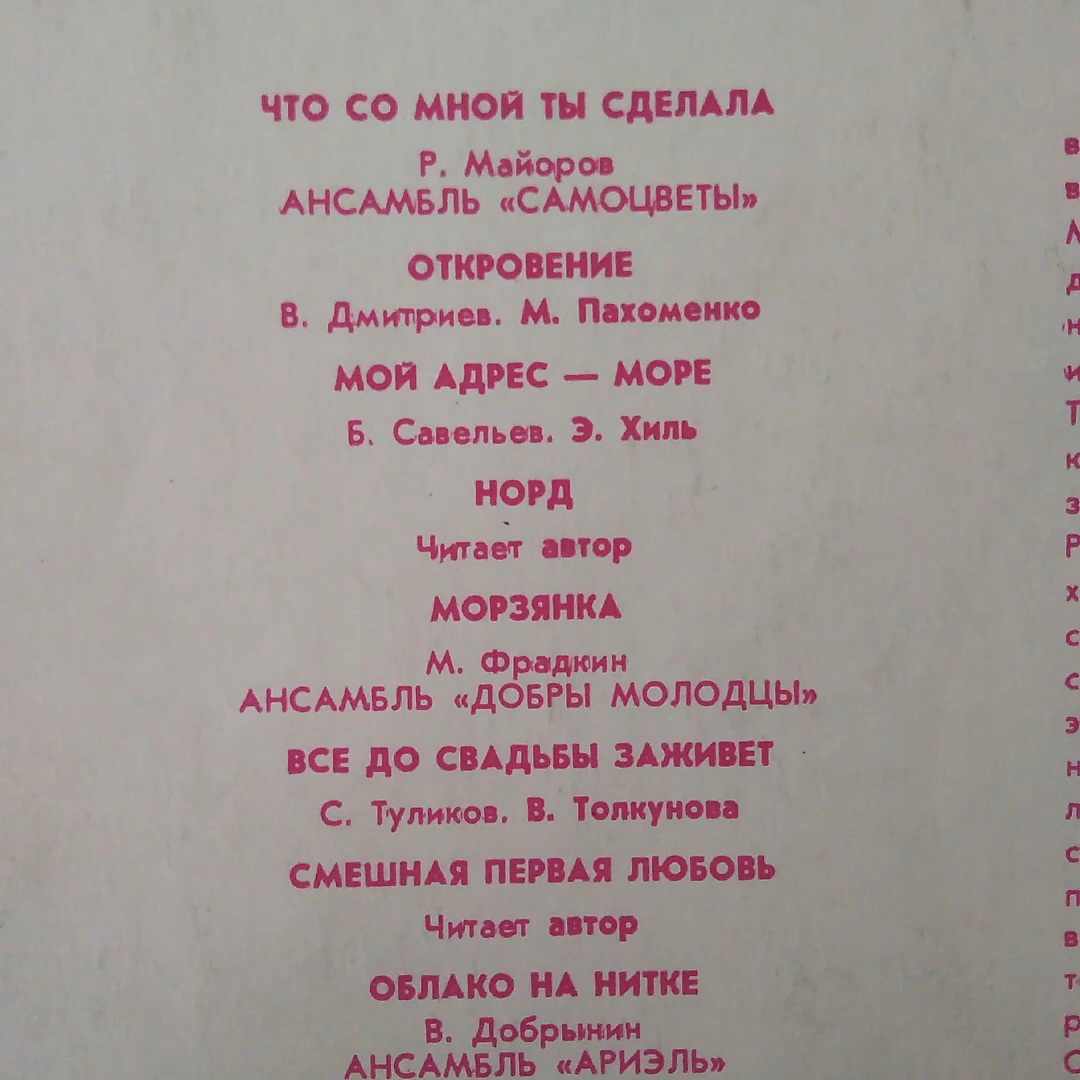 ЧТО СО МНОЙ ТЫ СДЕЛАЛА
Р. Майоров
АНСАМБЛЬ «САМОЦВЕТЫ»
ОТКРОВЕНИЕ
В. Дмитриев. М. Пахоменко
МОЙ АДРЕС — МОРЕ
Б. Савельев. Э. Хиль
НОРД
Читает автор
МОРЗЯНКА
М. Фрадкин
АНСАМБЛЬ «ДОБРЫ МОЛОДЦЫ»
ВСЕ ДО СВАДЬБЫ ЗАЖИВЕТ
С. Туликов. В. Толкунова
СМЕШНАЯ ПЕРВАЯ ЛЮБОВЬ
Читает автор
ОБЛАКО НА НИТКЕ
В. Добрынин
АНСАМБЛЬ «АРИЭЛЬ»